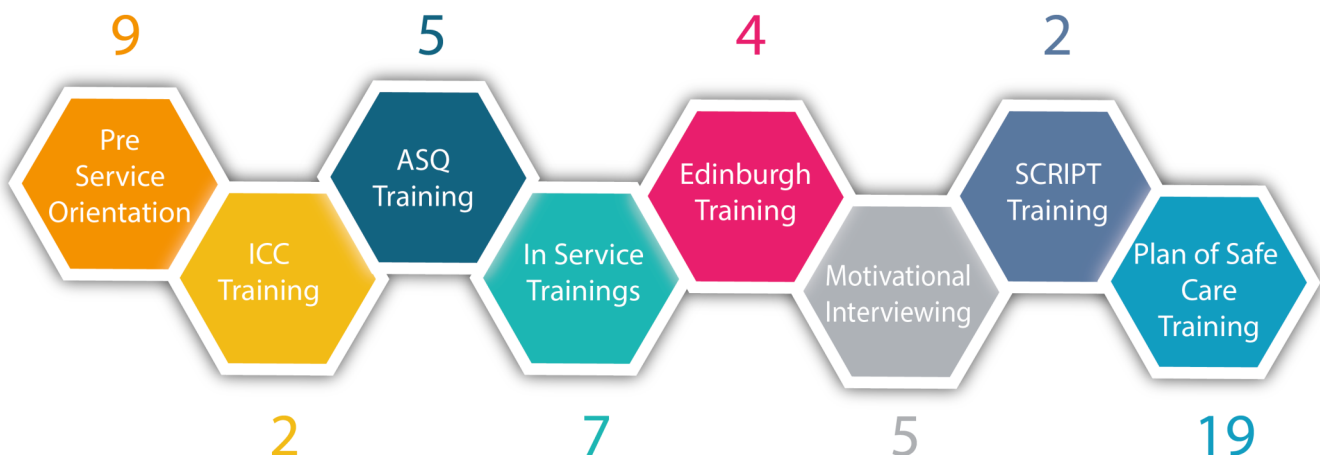 9
Pre
Service
Orientation
ICC
Training
2
5
ASQ
Training
In Service
Trainings
7
4
Edinburgh
Training
Motivational
Interviewing
5
2
SCRIPT
Training
Plan of Safe
Care
Training
19